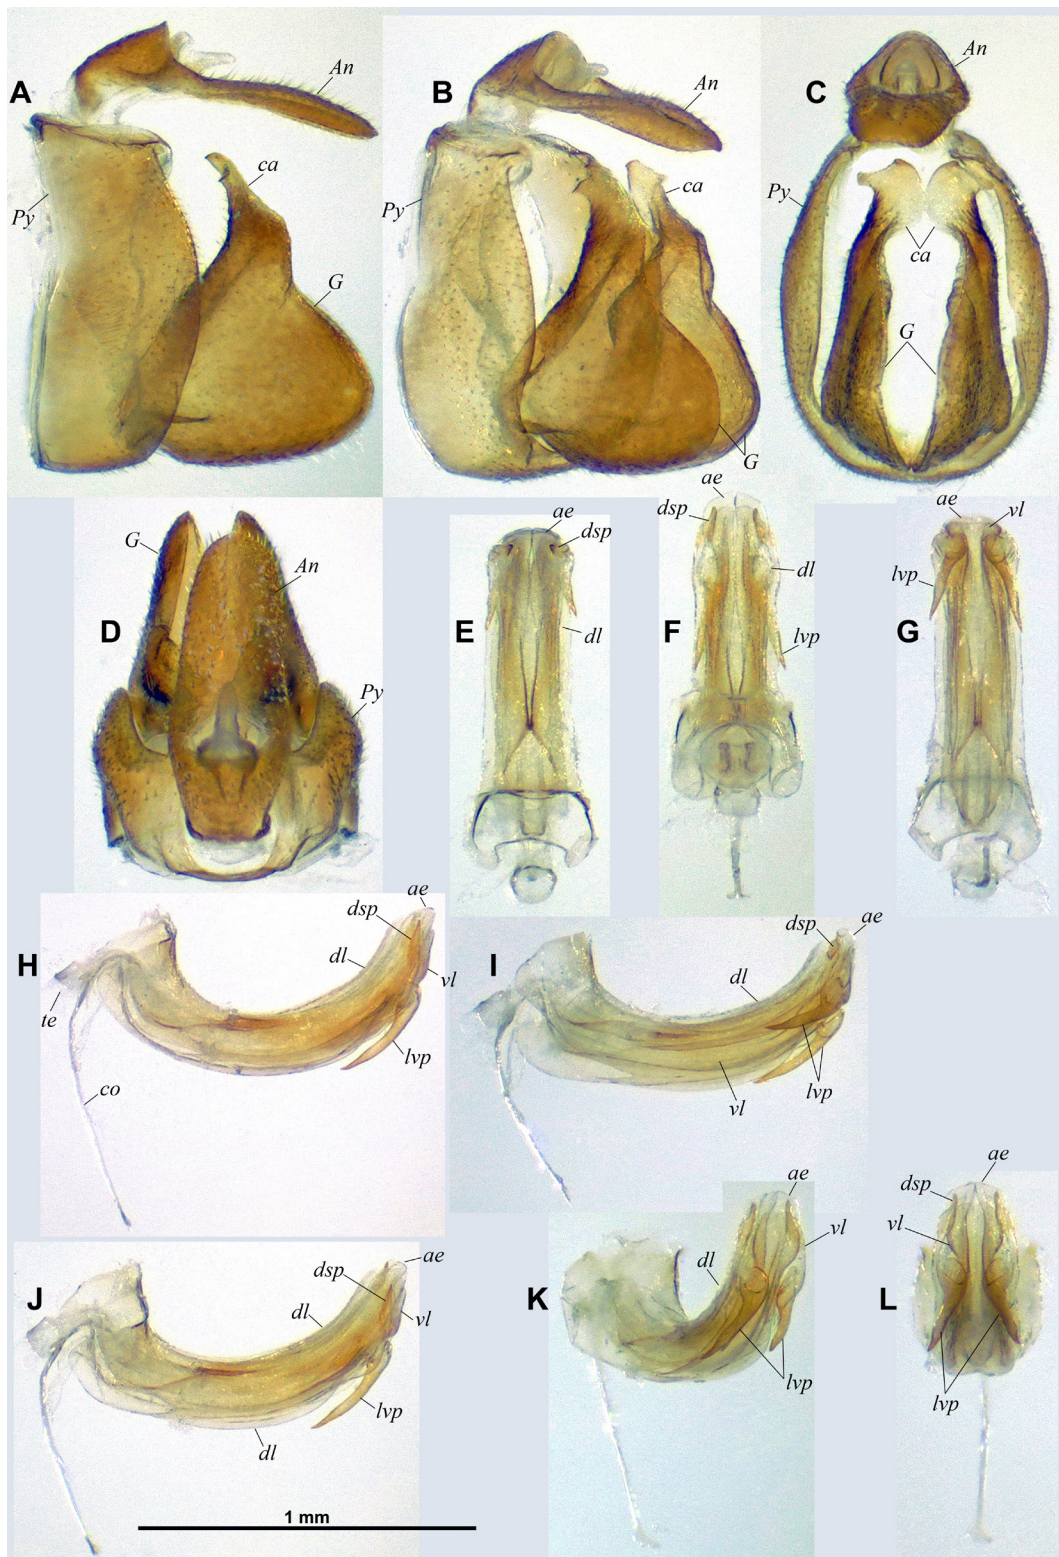 A
An
ca
Py
G
B
An
ca
Py
G
C
An
Py
ca
G
D
G
An
Py
E
ae
dsp
dl
F
ae
dsp
dl
lvp
G
ae
vl
lvp
H
ae
dsp
dl
vl
te
lvp
co
I
ae
dsp
dl
vl
lvp
J
ae
dsp
dl
vl
lvp
dl
1 mm
K
ae
vl
dl
lvp
L
ae
dsp
vl
lvp